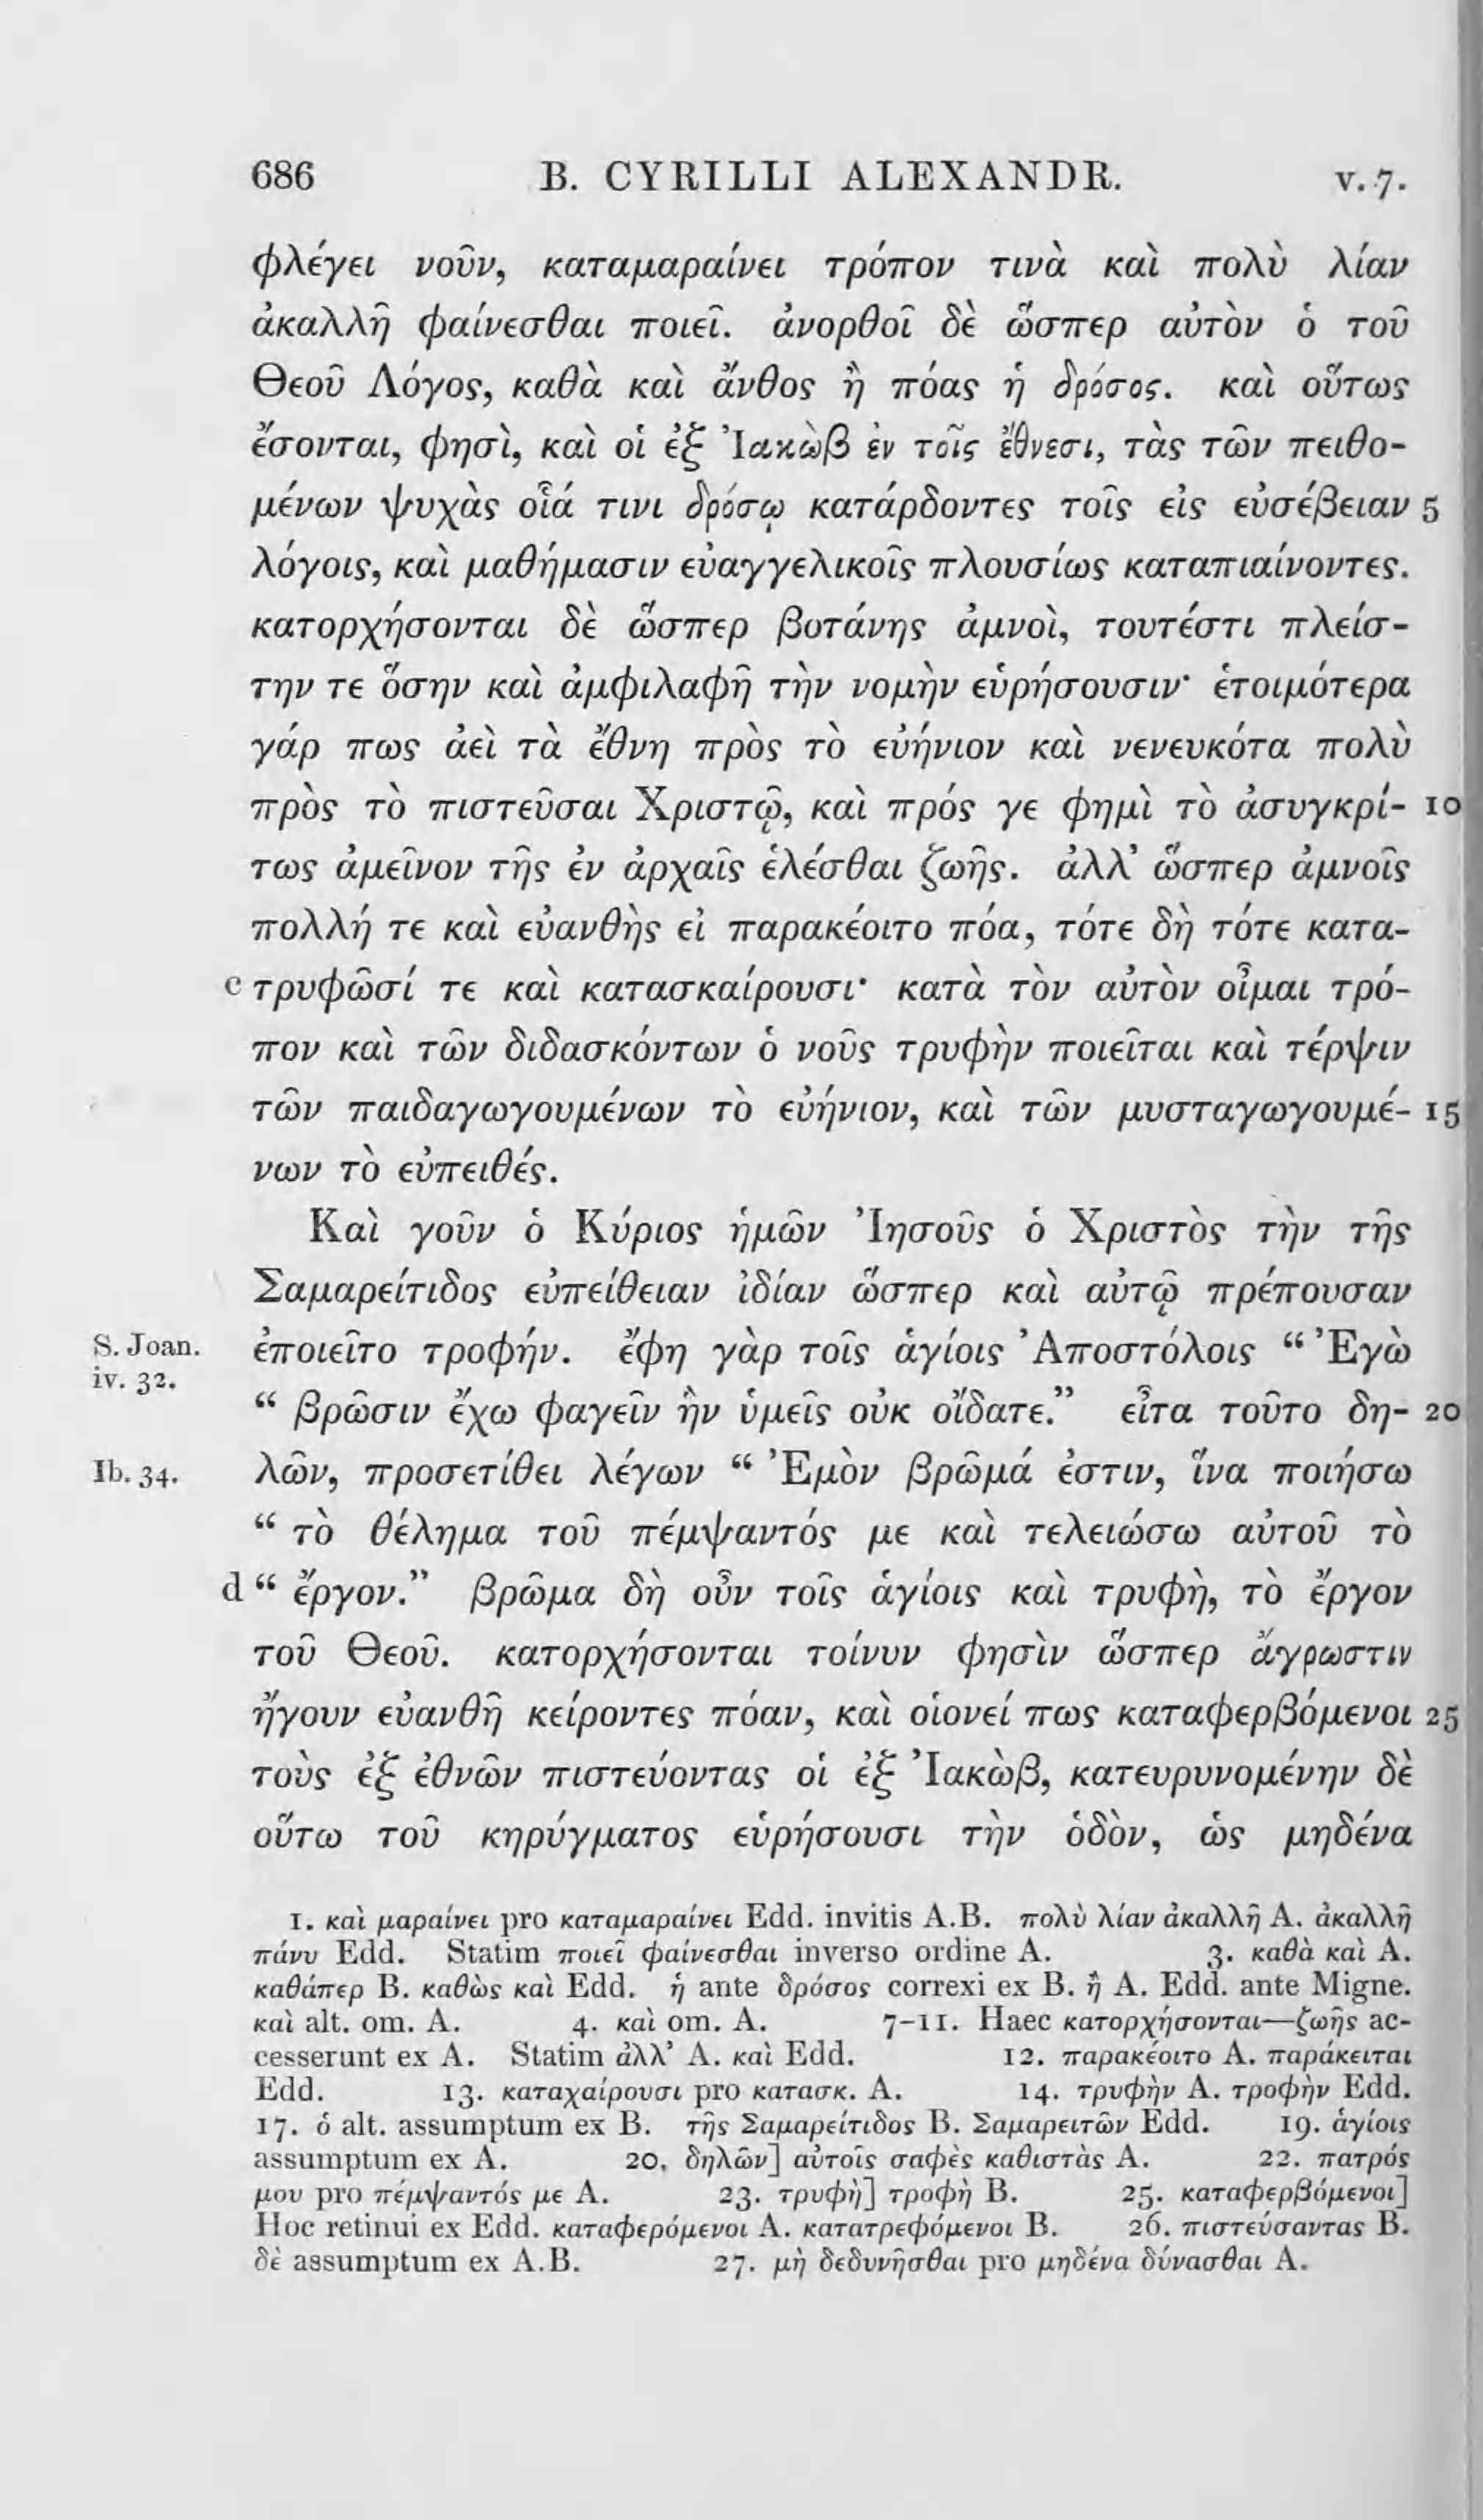 686 B. CYRILLI ALEXANDR. v. 7.
φλέγει νοῦν, καταμαραίνει τρόπον τινὰ καὶ πολὺ λίαν
ἀκαλλῆ φαίνεσθαι ποιεῖ. ἀνορθοῖ δὲ ὥσπερ αὐτὸν ὁ τοῦ
Θεοῦ Λόγος, καθὰ καὶ ἄνθος ἢ πόας ἡ δρόσος. καὶ οὕτως
ἔσονται, φησὶ, καὶ οἱ ἐξ Ἰακὼβ ἐν τοῖς ἔθνεσι, τὰς τῶν πειθο-
μένων ψυχὰς οἷά τινι δρόσῳ κατάρδοντες τοῖς εἰς εὐσέβειαν 5
λόγοις, καὶ μαθήμασιν εὐαγγελικοῖς πλουσίως καταπιαίνοντες.
κατορχήσονται δὲ ὥσπερ βοτάνης ἀμνοὶ, τουτέστι πλείσ-
την τε ὅσην καὶ ἀμφιλαφῆ τὴν νομὴν εὑρήσουσιν· ἑτοιμότερα
γάρ πως ἀεὶ τὰ ἔθνη πρὸς τὸ εὐήνιον καὶ νενευκότα πολὺ
πρὸς τὸ πιστεῦσαι Χριστῷ, καὶ πρός γε φημὶ τὸ ἀσυγκρί- 10
τως ἀμεῖνον τῆς ἐν ἀρχαῖς ἑλέσθαι ζωῆς. ἀλλ’ ὥσπερ ἀμνοῖς
πολλή τε καὶ εὐανθὴς εἰ παρακέοιτο πόα, τότε δὴ τότε κατα-
c τρυφῶσί τε καὶ κατασκαίρουσι· κατὰ τὸν αὐτὸν οἶμαι τρό-
πον καὶ τῶν διδασκόντων ὁ νοῦς τρυφὴν ποιεῖται καὶ τέρψιν
τῶν παιδαγωγουμένων τὸ εὐήνιον, καὶ τῶν μυσταγωγουμέ- 15
νων τὸ εὐπειθές.
Καὶ γοῦν ὁ Κύριος ἡμῶν Ἰησοῦς ὁ Χριστὸς τὴν τῆς
Σαμαρείτιδος εὐπείθειαν ἰδίαν ὥσπερ καὶ αὐτῷ πρέπουσαν
S. Joan. ἐποιεῖτο τροφήν. ἔφη γὰρ τοῖς ἁγίοις Ἀποστόλοις “ Ἐγὼ
iv. 32.
“ βρῶσιν ἔχω φαγεῖν ἣν ὑμεῖς οὐκ οἴδατε.” εἶτα τοῦτο δη- 20
Ib. 34. λῶν, προσετίθει λέγων “ Ἐμὸν βρῶμά ἐστιν, ἵνα ποιήσω
“ τὸ θέλημα τοῦ πέμψαντός με καὶ τελειώσω αὐτοῦ τὸ
d “ ἔργον.” βρῶμα δὴ οὖν τοῖς ἁγίοις καὶ τρυφὴ, τὸ ἔργον
τοῦ Θεοῦ. κατορχήσονται τοίνυν φησὶν ὥσπερ ἄγρωστιν
ἤγουν εὐανθῆ κείροντες πόαν, καὶ οἱονεί πως καταφερβόμενοι 25
τοὺς ἐξ ἐθνῶν πιστεύοντας οἱ ἐξ Ἰακὼβ, κατευρυνομένην δὲ
οὕτω τοῦ κηρύγματος εὑρήσουσι τὴν ὁδὸν, ὡς μηδένα
1. καὶ μαραίνει pro καταμαραίνει Edd. invitis A.B. πολὺ λίαν ἀκαλλῆ A. ἀκαλλῆ
πάνυ Edd. Statim ποιεῖ φαίνεσθαι inverso ordine A. 3. καθὰ καὶ A.
καθάπερ B. καθὼς καὶ Edd. ἡ ante δρόσος correxi ex B. ἢ A. Edd. ante Migne.
καὶ alt. om. A. 4. καὶ om. A. 7-11. Haec κατορχήσονται—ζωῆς ac-
cesserunt ex A. Statim ἀλλ’ A. καὶ Edd. 12. παρακέοιτο A. παράκειται
Edd. 13. καταχαίρουσι pro κατασκ. A. 14. τρυφὴν A. τροφὴν Edd.
17. ὁ alt. assumptum ex B. τῆς Σαμαρείτιδος B. Σαμαρειτῶν Edd. 19. ἁγίοις
assumptum ex A. 20. δηλῶν] αὐτοῖς σαφὲς καθιστὰς A. 22. πατρός
μου pro πέμψαντός με A. 23. τρυφὴ] τροφὴ B. 25. καταφερβόμενοι]
Hoc retinui ex Edd. καταφερόμενοι A. κατατρεφόμενοι B. 26. πιστεύσαντας B.
δὲ assumptum ex A.B. 27. μὴ δεδυνῆσθαι pro μηδένα δύνασθαι A.